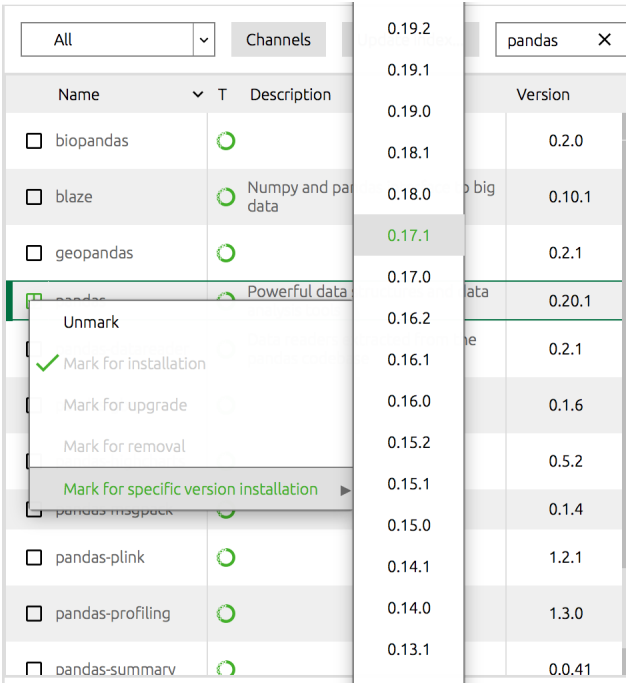 All
Channels
pandas
Name
T
Description
Version
biopandas
0.2.0
blaze
Numpy and
big
data
0.10.1
geopandas
0.2.1
pandas
Powerful data
data
0.20.1
0.2.1
0.1.6
0.5.2
pandas-msgpack
0.1.4
pandas-plink
1.2.1
pandas-profiling
1.3.0
pandas-summary
0.0.41
Unmark
Mark for installation
Mark for upgrade
Mark for removal
Mark for specific version installation
0.19.2
0.19.1
0.19.0
0.18.1
0.18.0
0.17.1
0.17.0
0.16.2
0.16.1
0.16.0
0.15.2
0.15.1
0.15.0
0.14.1
0.14.0
0.13.1